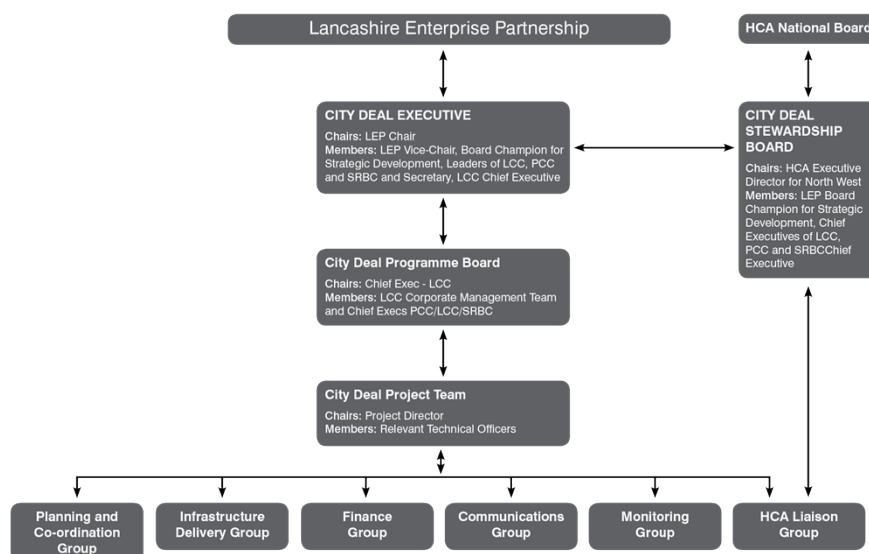 Lancashire Enterprise Partnership
HCA National Board
CITY DEAL EXECUTIVE
Chairs: LEP Chair
Members: LEP Vice-Chair, Board Champion for
Strategic Development, Leaders of LCC, PCC
and SRBC and Secretary, LCC Chief Executive
CITY DEAL
STEWARDSHIP
BOARD
Chairs: HCA Executive
Director for North West
Members: LEP Board
Champion for Strategic
Development, Chief
Executives of LCC,
PCC and SRBCChief
Executive
City Deal Programme Board
Chairs: Chief Exec - LCC
Members: LCC Corporate Management Team
and Chief Execs PCC/LCC/SRBC
City Deal Project Team
Chairs: Project Director
Members: Relevant Technical Officers
Planning and
Co-ordination
Group
Infrastructure
Delivery Group
Finance
Group
Communications
Group
Monitoring
Group
HCA Liaison
Group